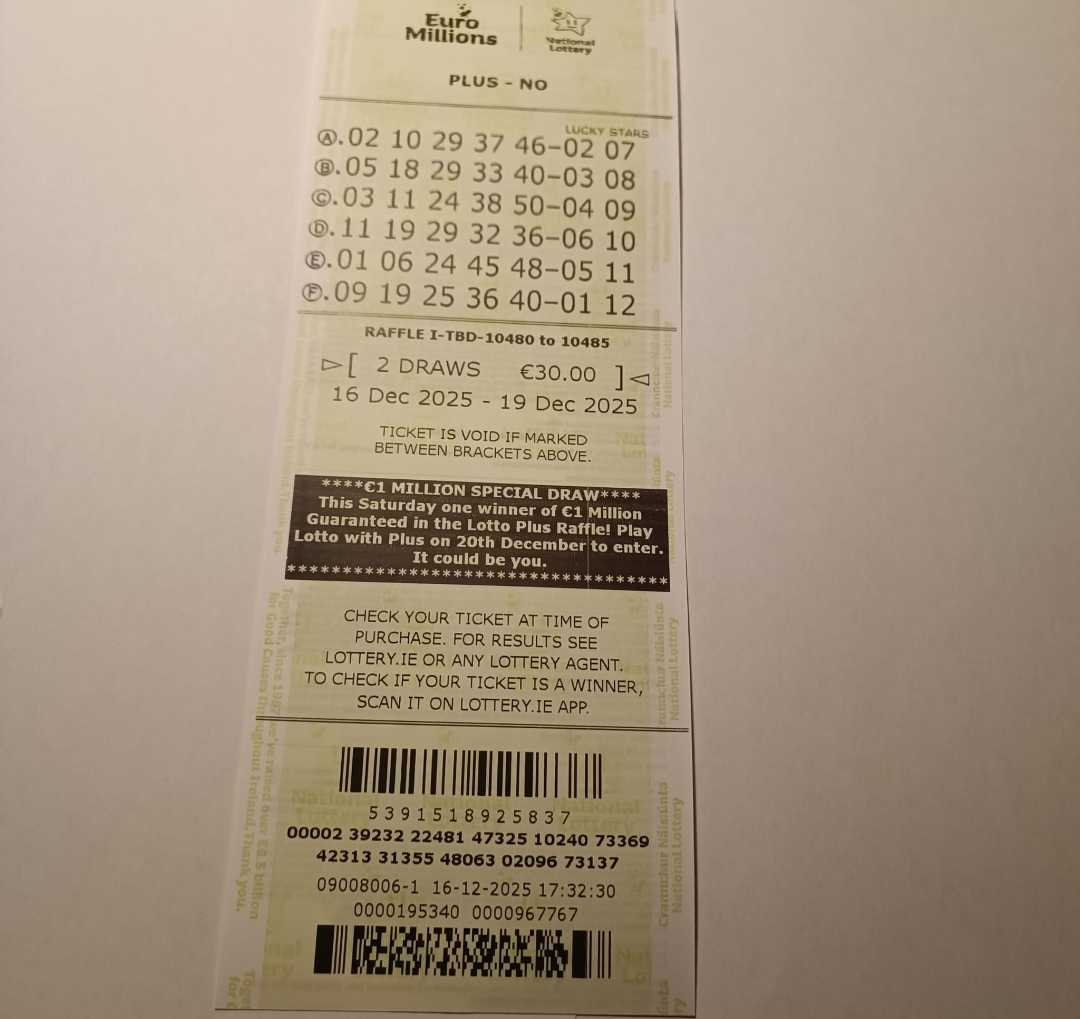 Euro
Millions
National
Lottery
PLUS - NO
LUCKY STARS
Ⓐ.02 10 29 37 46-02 07
Ⓑ.05 18 29 33 40-03 08
Ⓒ.03 11 24 38 50-04 09
Ⓓ.11 19 29 32 36-06 10
Ⓔ.01 06 24 45 48-05 11
Ⓕ.09 19 25 36 40-01 12
RAFFLE I-TBD-10480 to 10485
▻[ 2 DRAWS €30.00 ]◅
16 Dec 2025 - 19 Dec 2025
TICKET IS VOID IF MARKED
BETWEEN BRACKETS ABOVE.
****€1 MILLION SPECIAL DRAW****
This Saturday one winner of €1 Million
Guaranteed in the Lotto Plus Raffle! Play
Lotto with Plus on 20th December to enter.
It could be you.
***********************************
CHECK YOUR TICKET AT TIME OF
PURCHASE. FOR RESULTS SEE
LOTTERY.IE OR ANY LOTTERY AGENT.
TO CHECK IF YOUR TICKET IS A WINNER,
SCAN IT ON LOTTERY.IE APP.
5391518925837
00002 39232 22481 47325 10240 73369
42313 31355 48063 02096 73137
09008006-1 16-12-2025 17:32:30
0000195340 0000967767
Crannchur Náisiúnta
National Lottery